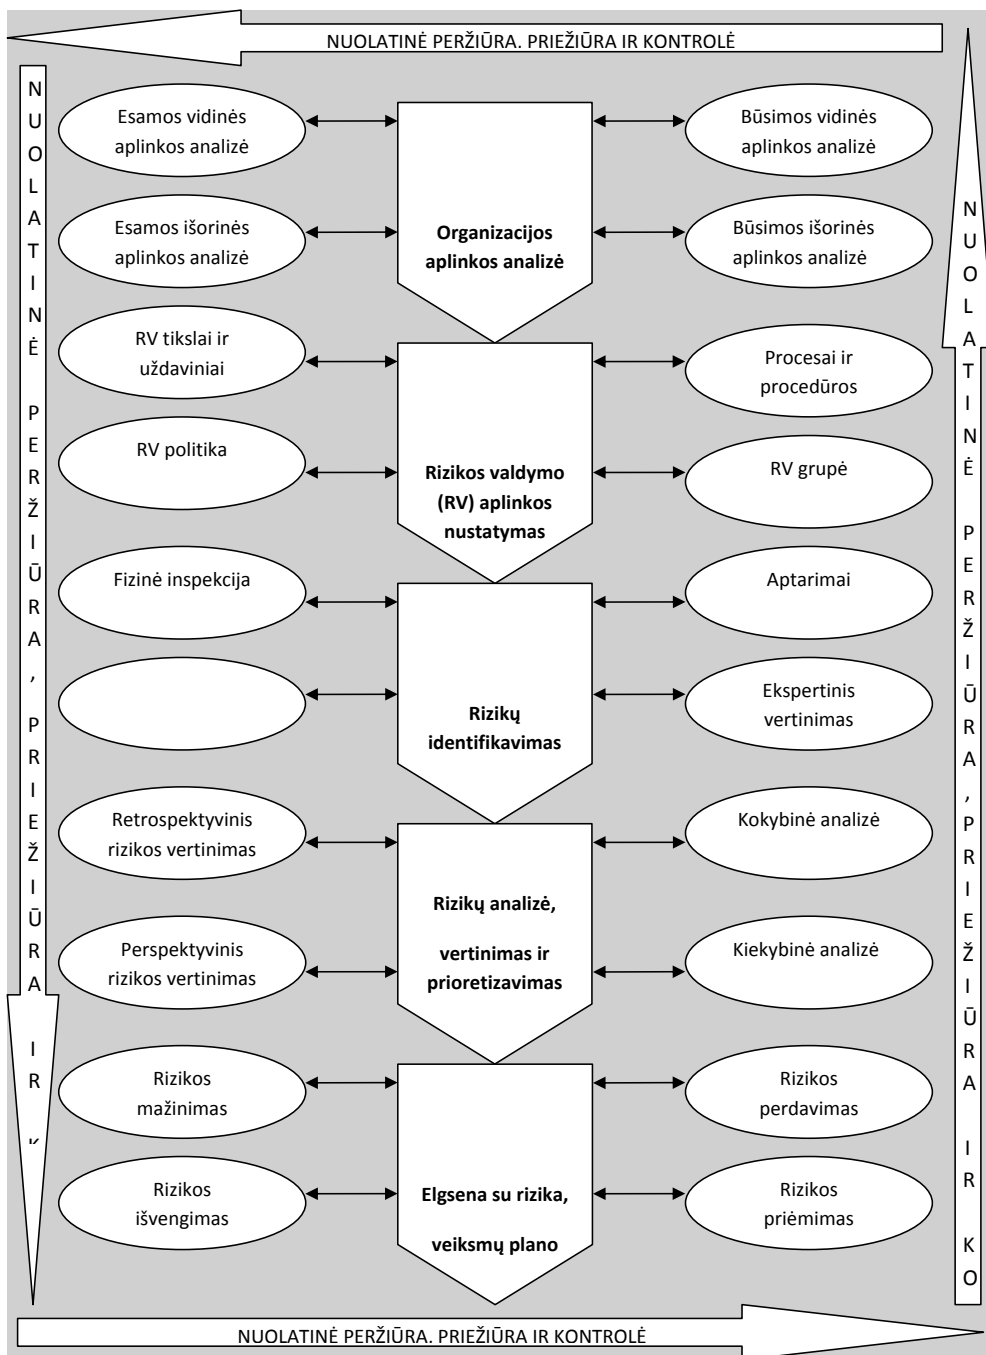 NUOLATINĖ PERŽIŪRA. PRIEŽIŪRA IR KONTROLĖ
NUOLATINĖ PERŽIŪRA, PRIEŽIŪRA IR K
Esamos vidinės
aplinkos analizė
Būsimos vidinės
aplinkos analizė
Esamos išorinės
aplinkos analizė
Organizacijos
aplinkos analizė
Būsimos išorinės
aplinkos analizė
RV tikslai ir
uždaviniai
Procesai ir
procedūros
RV politika
Rizikos valdymo
(RV) aplinkos
nustatymas
RV grupė
Fizinė inspekcija
Aptarimai
Rizikų
identifikavimas
Ekspertinis
vertinimas
Retrospektyvinis
rizikos vertinimas
Kokybinė analizė
Rizikų analizė,
vertinimas ir
prioretizavimas
Perspektyvinis
rizikos vertinimas
Kiekybinė analizė
Rizikos
mažinimas
Rizikos
perdavimas
Rizikos
išvengimas
Elgsena su rizika,
veiksmų plano
Rizikos
priėmimas
NUOLATINĖ PERŽIŪRA,PRIEŽIŪRA IR KO
NUOLATINĖ PERŽIŪRA. PRIEŽIŪRA IR KONTROLĖ